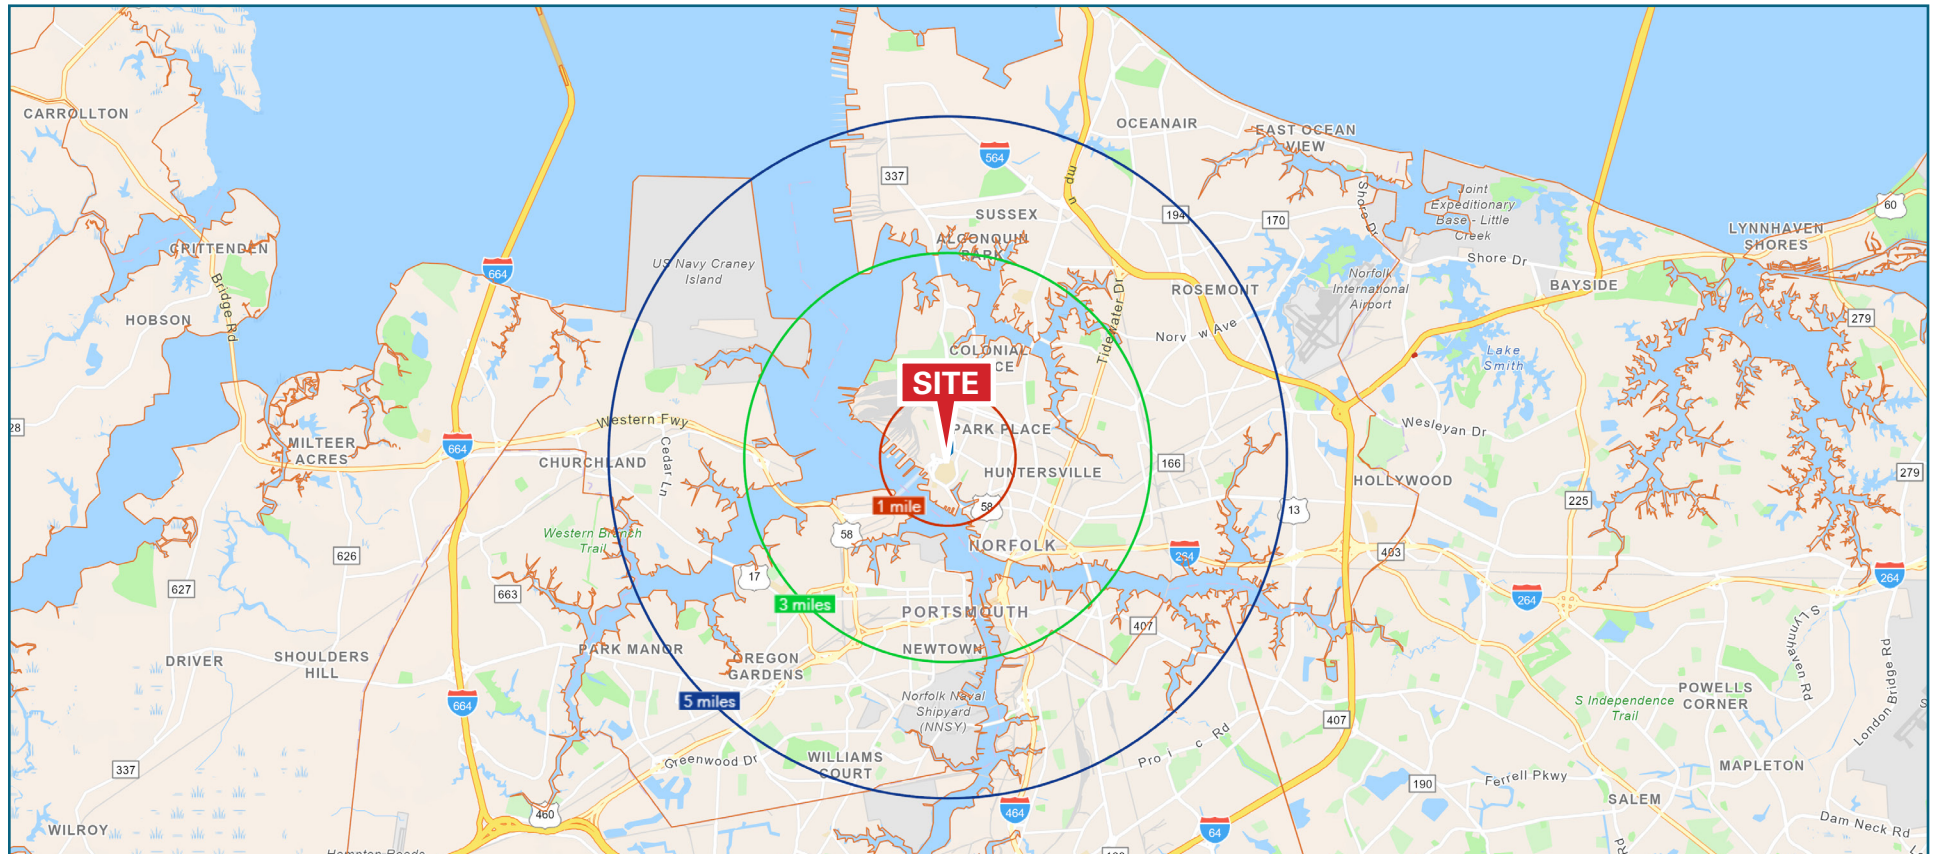 CARROLLTON
OCEANAIR
EAST OCEAN
VIEW
564
337
Joint
Expeditionary
Base - Little
Creek
Shore Dr
60
SUSSEX
194
170
ALGONQUIN
PARK
LYNNHAVEN
SHORES
CRITTENDEN
664
US Navy Craney
Island
Shore Dr
Norfolk
International
Airport
ROSEMONT
BAYSIDE
Bridge Rd
HOBSON
Tidewater Dr
279
COLONIAL
Lake
Smith
SITE
28
Western Fwy
PARK PLACE
Wesleyan Dr
MILTEER
ACRES
664
CHURCHLAND
Cedar Ln
HUNTERSVILLE
166
HOLLYWOOD
279
225
1 mile
58
13
58
Western Branch
Trail
NORFOLK
626
264
403
17
264
627
663
3 miles
264
PORTSMOUTH
407
S Lynnhaven Rd
DRIVER
SHOULDERS
HILL
PARK MANOR
OREGON
GARDENS
NEWTOWN
London Bridge Rd
664
5 miles
Norfolk Naval
Shipyard
(NNSY)
S Independence
Trail
POWELLS
CORNER
407
337
Greenwood Dr
WILLIAMS
COURT
MAPLETON
190
Ferrell Pkwy
SALEM
460
464
64
WILROY
Dam Neck Rd